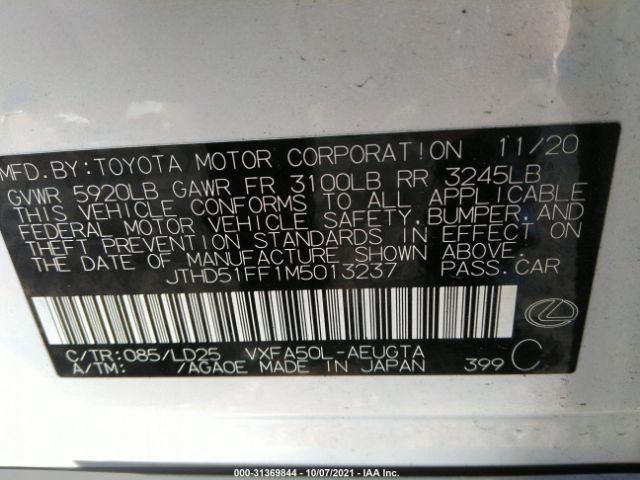 MFD.BY:TOYOTA MOTOR CORPORATION 11/20
GVWR 5920LB GAWR FR 3100LB RR 3245LB
THIS VEHICLE CONFORMS TO ALL APPLICABLE
FEDERAL MOTOR VEHICLE SAFETY,BUMPER,AND
THEFT PREVENTION STANDARDS IN EFFECT ON
THE DATE OF MANUFACTURE SHOWN ABOVE.
JTHD51FF1M5013237 PASS.CAR
C/TR:085/LD25 VXFA50L-AEUGTA
A/TM: /AGA0E MADE IN JAPAN 399 C
000-31369844 - 10/07/2021 - IAA Inc.